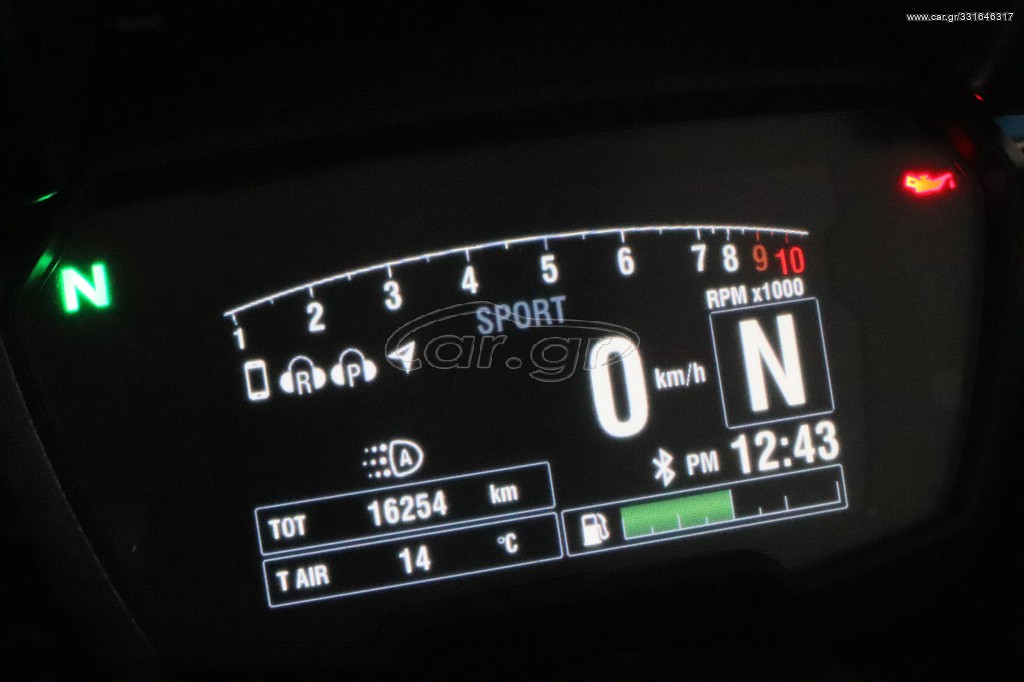 www.car.gr/331646317
N
1 2 3 4 5 6 7 8 9 10
RPM x1000
SPORT
car.gr
R P
0 km/h N
A
PM 12:43
TOT 16254 km
T AIR 14 °C